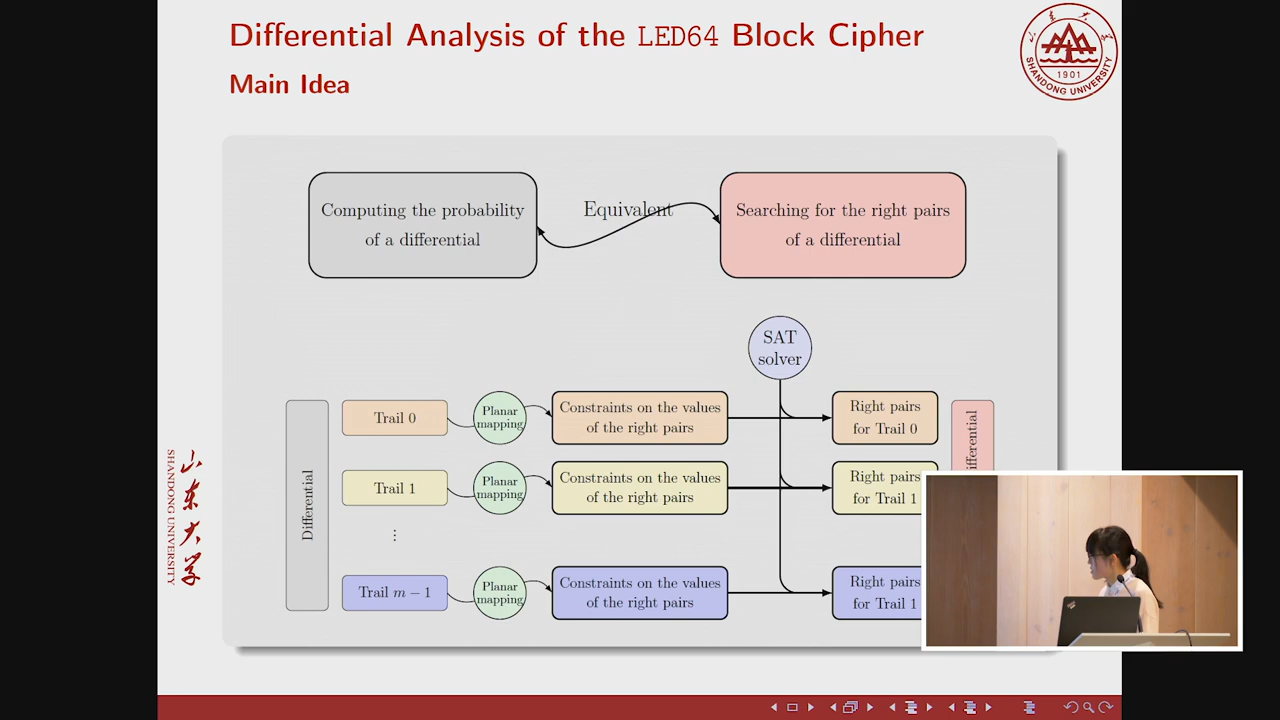 Differential Analysis of the LED64 Block Cipher
Main Idea
SHANDONG UNIVERSITY
1901
Computing the probability
of a differential
Equivalent
Searching for the right pairs
of a differential
SAT
solver
Differential
Trail 0
Planar
mapping
Constraints on the values
of the right pairs
Right pairs
for Trail 0
Trail 1
Planar
mapping
Constraints on the values
of the right pairs
Right pairs
for Trail 1
⋮
Trail m − 1
Planar
mapping
Constraints on the values
of the right pairs
Right pairs
for Trail 1
ifferential
山东大学
SHANDONG UNIVERSITY